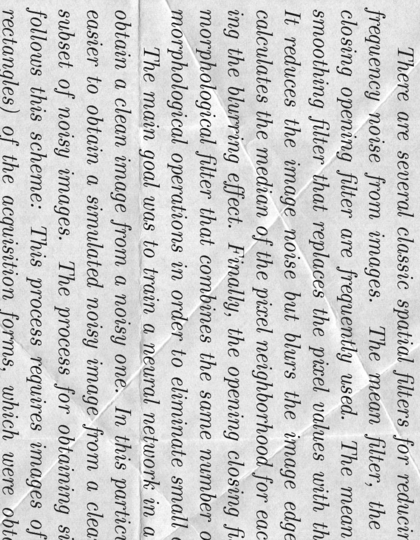 There are several classic spatial filters for reducin
frequency noise from images. The mean filter, the
closing opening filter are frequently used. The mean
smoothing filter that replaces the pixel values with th
It reduces the image noise but blurs the image edge
calculates the median of the pixel neighborhood for eac
ing the blurring effect. Finally, the opening closing fi
morphological filter that combines the same number o
morphological operations in order to eliminate small
The main goal was to train a neural network in a
obtain a clean image from a noisy one. In this partic
easier to obtain a simulated noisy image from a clea
subset of noisy images. The process for obtaining si
follows this scheme: This process requires images of
rectangles) of the acquisition forms, which were obt